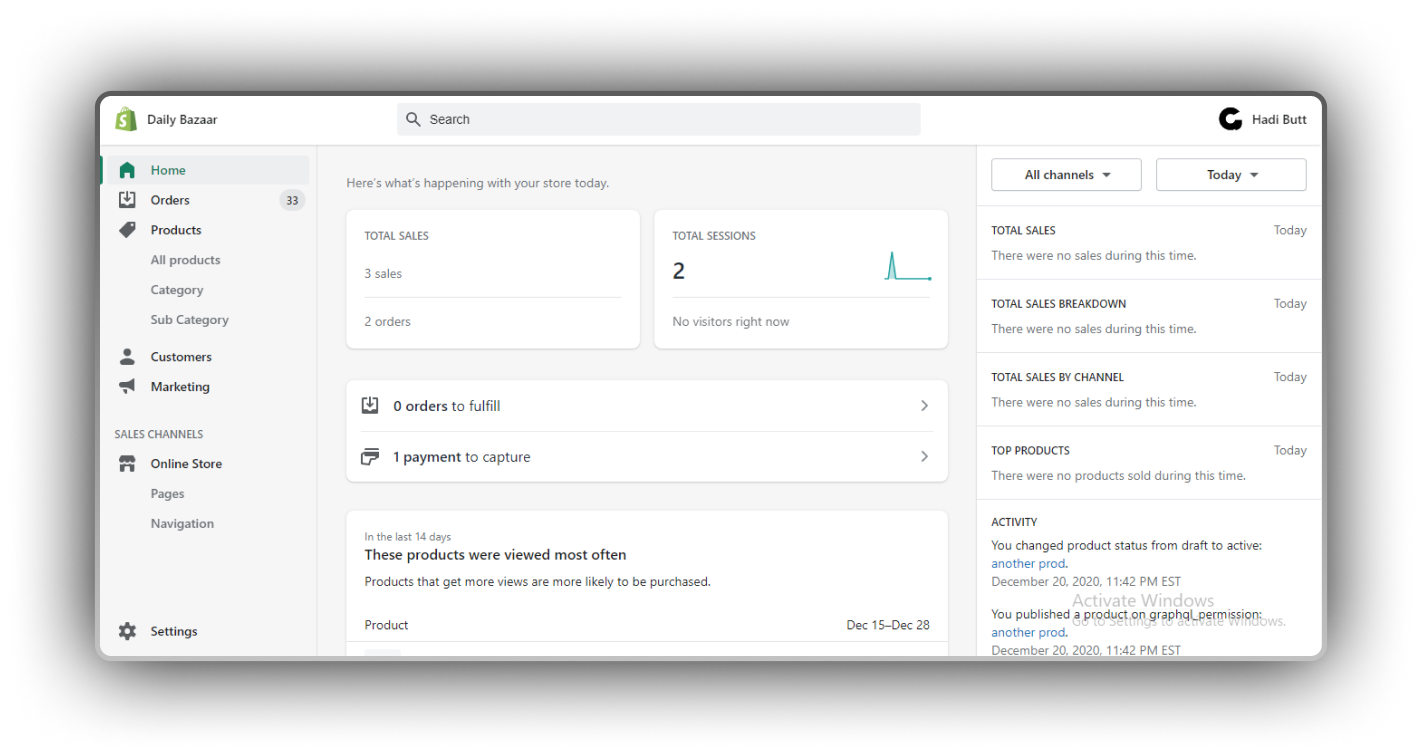 Daily Bazaar
Search
Hadi Butt
Home
Orders 33
Products
All products
Category
Sub Category
Customers
Marketing
SALES CHANNELS
Online Store
Pages
Navigation
Settings
Here's what's happening with your store today.
TOTAL SALES
3 sales
2 orders
TOTAL SESSIONS
2
No visitors right now
0 orders to fulfill
1 payment to capture
In the last 14 days
These products were viewed most often
Products that get more views are more likely to be purchased.
Product Dec 15–Dec 28
All channels Today
TOTAL SALES Today
There were no sales during this time.
TOTAL SALES BREAKDOWN Today
There were no sales during this time.
TOTAL SALES BY CHANNEL Today
There were no sales during this time.
TOP PRODUCTS Today
There were no products sold during this time.
ACTIVITY
You changed product status from draft to active:
another prod.
December 20, 2020, 11:42 PM EST
Activate Windows
You published a product on graphql_permission:
Go to Settings to activate Windows.
another prod.
December 20, 2020, 11:42 PM EST